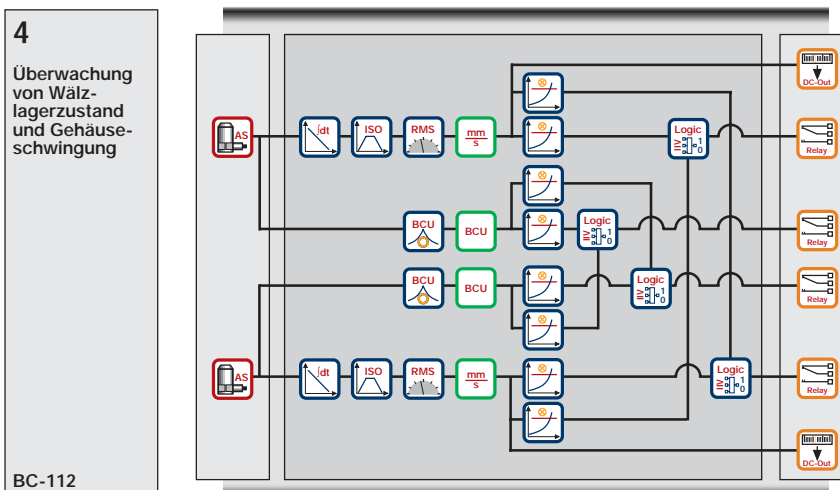 4
Überwachung
von Wälz-
lagerzustand
und Gehäuse-
schwingung
DC-Out
AS
∫dt
ISO
RMS
mm
s
Logic
≥
1
0
Relay
BCU
BCU
Logic
≥
1
0
Relay
BCU
BCU
Logic
≥
1
0
Relay
AS
∫dt
ISO
RMS
mm
s
Logic
≥
1
0
Relay
DC-Out
BC-112